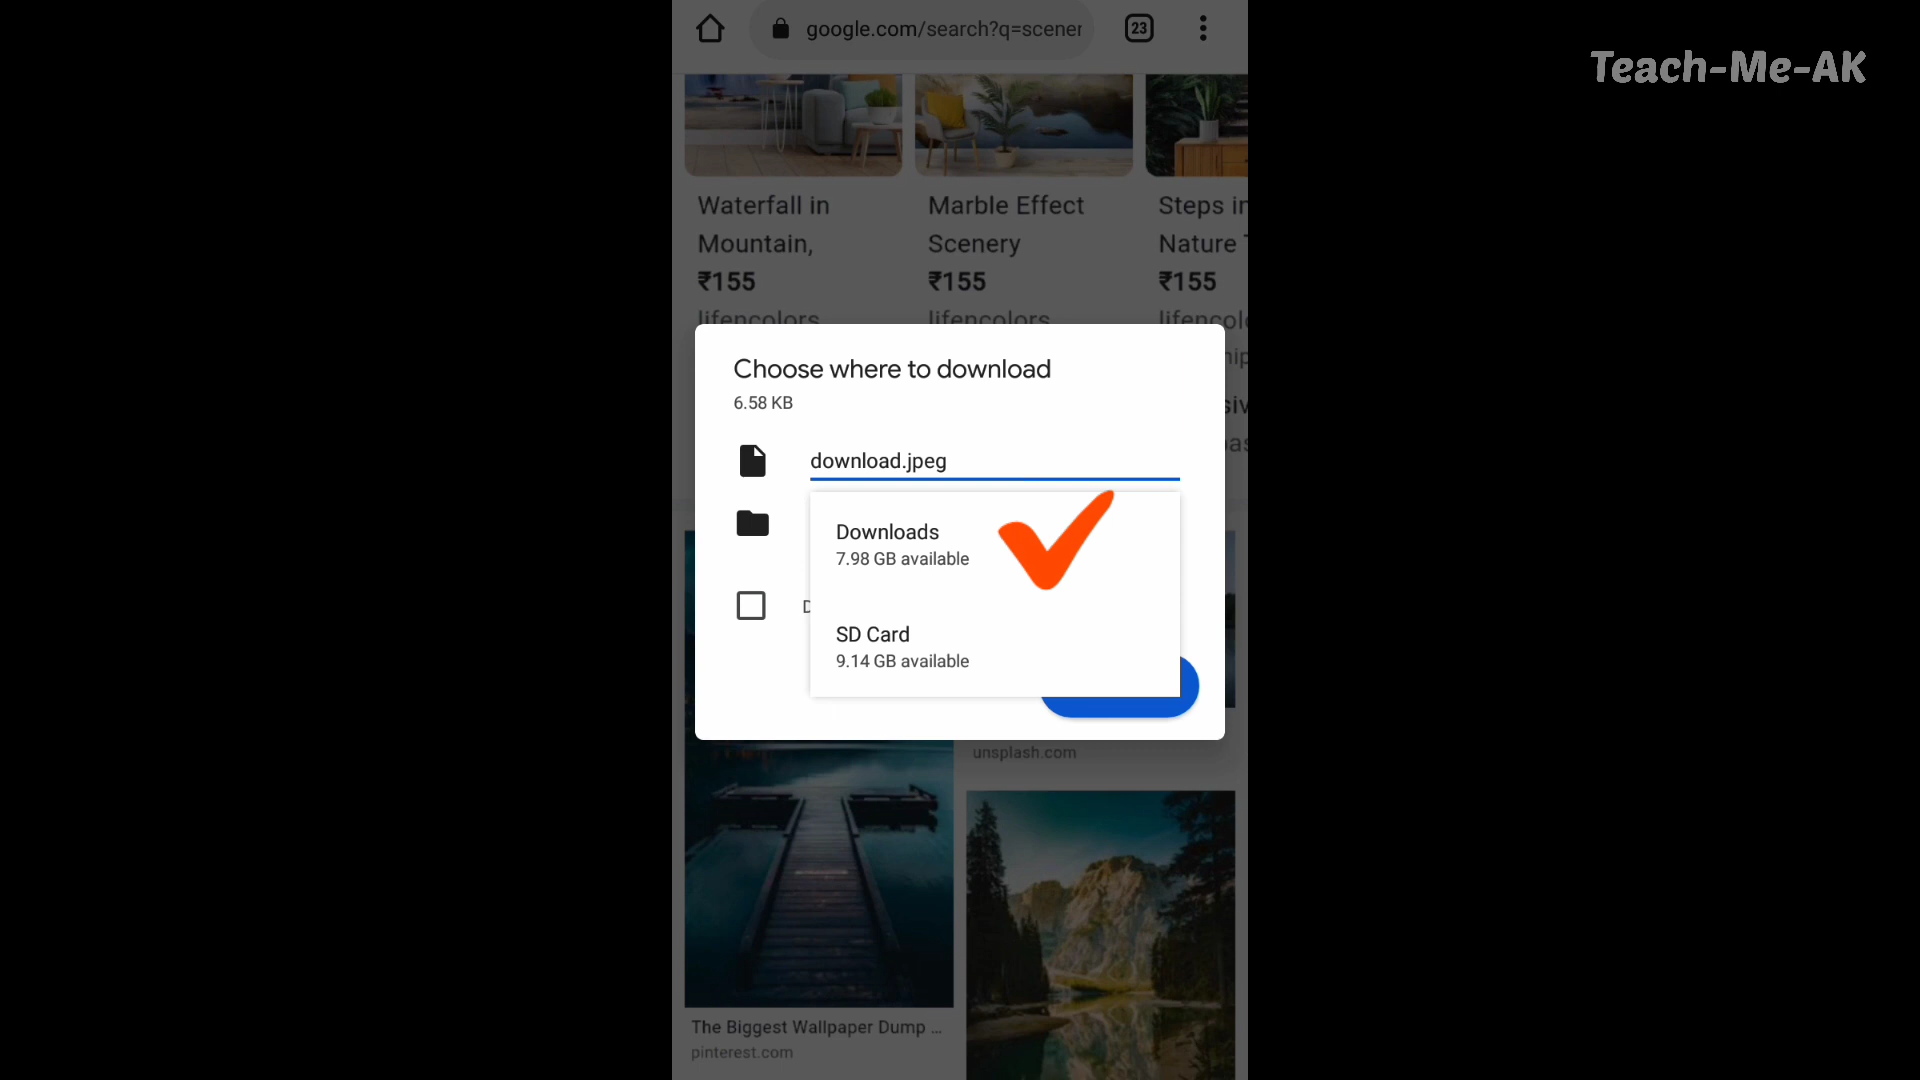 google.com/search?q=scener
23
Teach-Me-AK
Waterfall in
Mountain,
₹155
lifencolors
Marble Effect
Scenery
₹155
lifencolors
Steps in
Nature
₹155
Choose where to download
6.58 KB
download.jpeg
Downloads
7.98 GB available
SD Card
9.14 GB available
unsplash.com
The Biggest Wallpaper Dump ...
pinterest.com